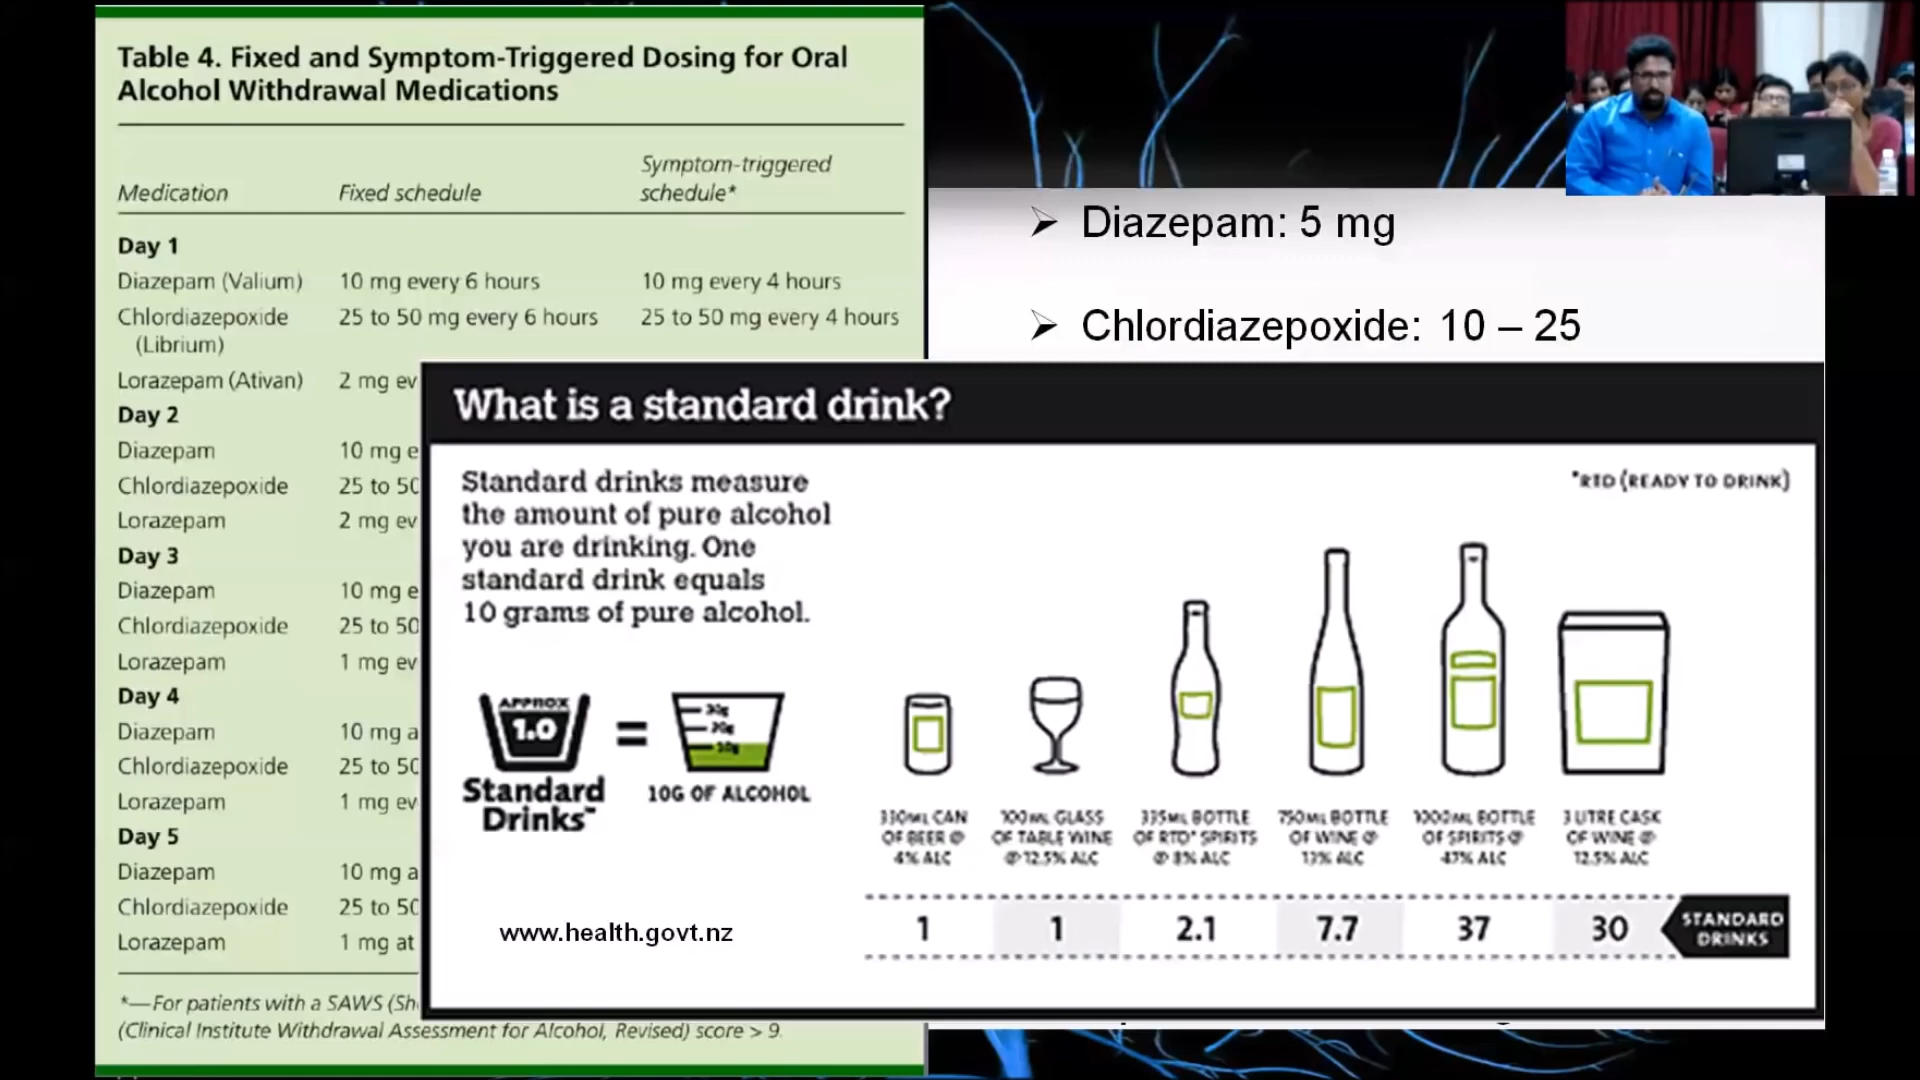 Table 4. Fixed and Symptom-Triggered Dosing for Oral
Alcohol Withdrawal Medications
Medication Fixed schedule Symptom-triggered
schedule*
Day 1
Diazepam (Valium) 10 mg every 6 hours 10 mg every 4 hours
Chlordiazepoxide 25 to 50 mg every 6 hours 25 to 50 mg every 4 hours
(Librium)
Lorazepam (Ativan) 2 mg ev
Day 2
Diazepam 10 mg e
Chlordiazepoxide 25 to 50
Lorazepam 2 mg ev
Day 3
Diazepam 10 mg e
Chlordiazepoxide 25 to 50
Lorazepam 1 mg ev
Day 4
Diazepam 10 mg a
Chlordiazepoxide 25 to 50
Lorazepam 1 mg ev
Day 5
Diazepam 10 mg a
Chlordiazepoxide 25 to 50
Lorazepam 1 mg at
*—For patients with a SAWS (Sh
(Clinical Institute Withdrawal Assessment for Alcohol, Revised) score > 9.
➢ Diazepam: 5 mg
➢ Chlordiazepoxide: 10 – 25
What is a standard drink?
Standard drinks measure
the amount of pure alcohol
you are drinking. One
standard drink equals
10 grams of pure alcohol.
*RTD (READY TO DRINK)
APPROX
1.0
Standard
Drinks™
=
30g
20g
10g
10G OF ALCOHOL
330ML CAN
OF BEER @
4% ALC
100ML GLASS
OF TABLE WINE
@ 12.5% ALC
335ML BOTTLE
OF RTD* SPIRITS
@ 8% ALC
750ML BOTTLE
OF WINE @
13% ALC
1000ML BOTTLE
OF SPIRITS @
47% ALC
3 LITRE CASK
OF WINE @
12.5% ALC
1 1 2.1 7.7 37 30
STANDARD
DRINKS
www.health.govt.nz